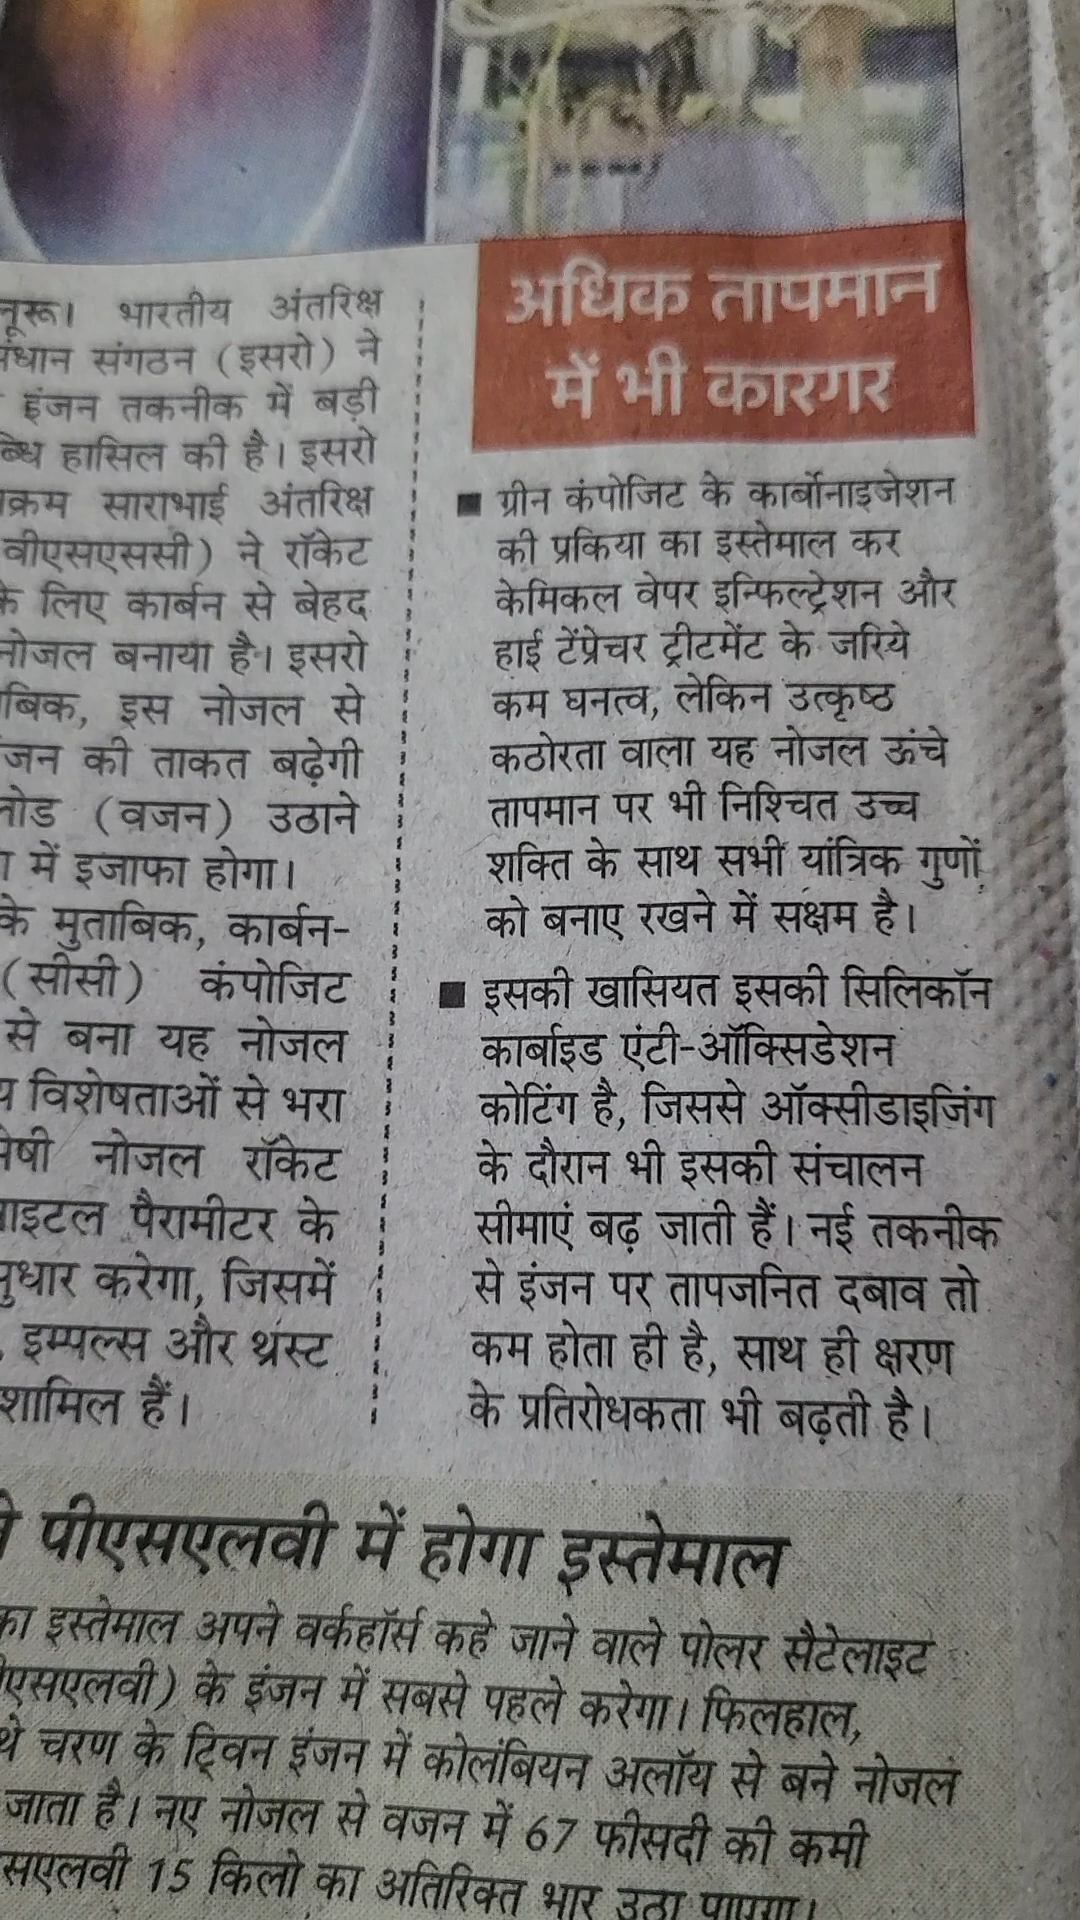 भारतीय अंतरिक्ष
संगठन (इसरो) ने
इंजन तकनीक में बड़ी
हासिल की है। इसरो
साराभाई अंतरिक्ष
वीएसएससी) ने रॉकेट
के लिए कार्बन से बेहद
नोजल बनाया है। इसरो
इस नोजल से
की ताकत बढ़ेगी
(वजन) उठाने
में इजाफा होगा।
के मुताबिक, कार्बन-
(सीसी) कंपोजिट
से बना यह नोजल
विशेषताओं से भरा
नोजल रॉकेट
पैरामीटर के
करेगा, जिसमें
इम्पल्स और थ्रस्ट
शामिल हैं।
अधिक तापमान
में भी कारगर
■ ग्रीन कंपोजिट के कार्बोनाइजेशन
की प्रकिया का इस्तेमाल कर
केमिकल वेपर इन्फिल्ट्रेशन और
हाई टेंप्रेचर ट्रीटमेंट के जरिये
कम घनत्व, लेकिन उत्कृष्ठ
कठोरता वाला यह नोजल ऊंचे
तापमान पर भी निश्चित उच्च
शक्ति के साथ सभी यांत्रिक गुणों
को बनाए रखने में सक्षम है।
■ इसकी खासियत इसकी सिलिकॉन
कार्बाइड एंटी-ऑक्सिडेशन
कोटिंग है, जिससे ऑक्सीडाइजिंग
के दौरान भी इसकी संचालन
सीमाएं बढ़ जाती हैं। नई तकनीक
से इंजन पर तापजनित दबाव तो
कम होता ही है, साथ ही क्षरण
के प्रतिरोधकता भी बढ़ती है।
पीएसएलवी में होगा इस्तेमाल
का इस्तेमाल अपने वर्कहॉर्स कहे जाने वाले पोलर सैटेलाइट
के इंजन में सबसे पहले करेगा। फिलहाल,
चरण के ट्विन इंजन में कोलंबियन अलॉय से बने नोजल
जाता है। नए नोजल से वजन में 67 फीसदी की कमी
15 किलो का अतिरिक्त भार उठा पाएगा।